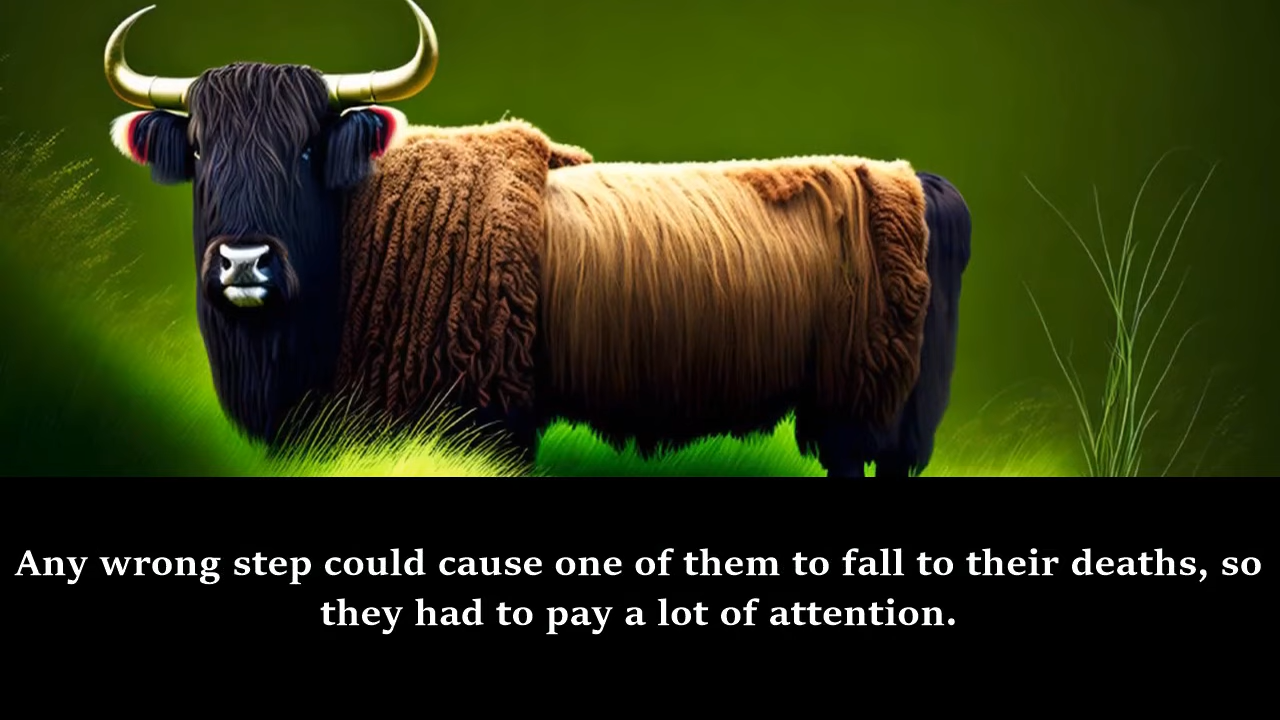 Any wrong step could cause one of them to fall to their deaths, so
they had to pay a lot of attention.